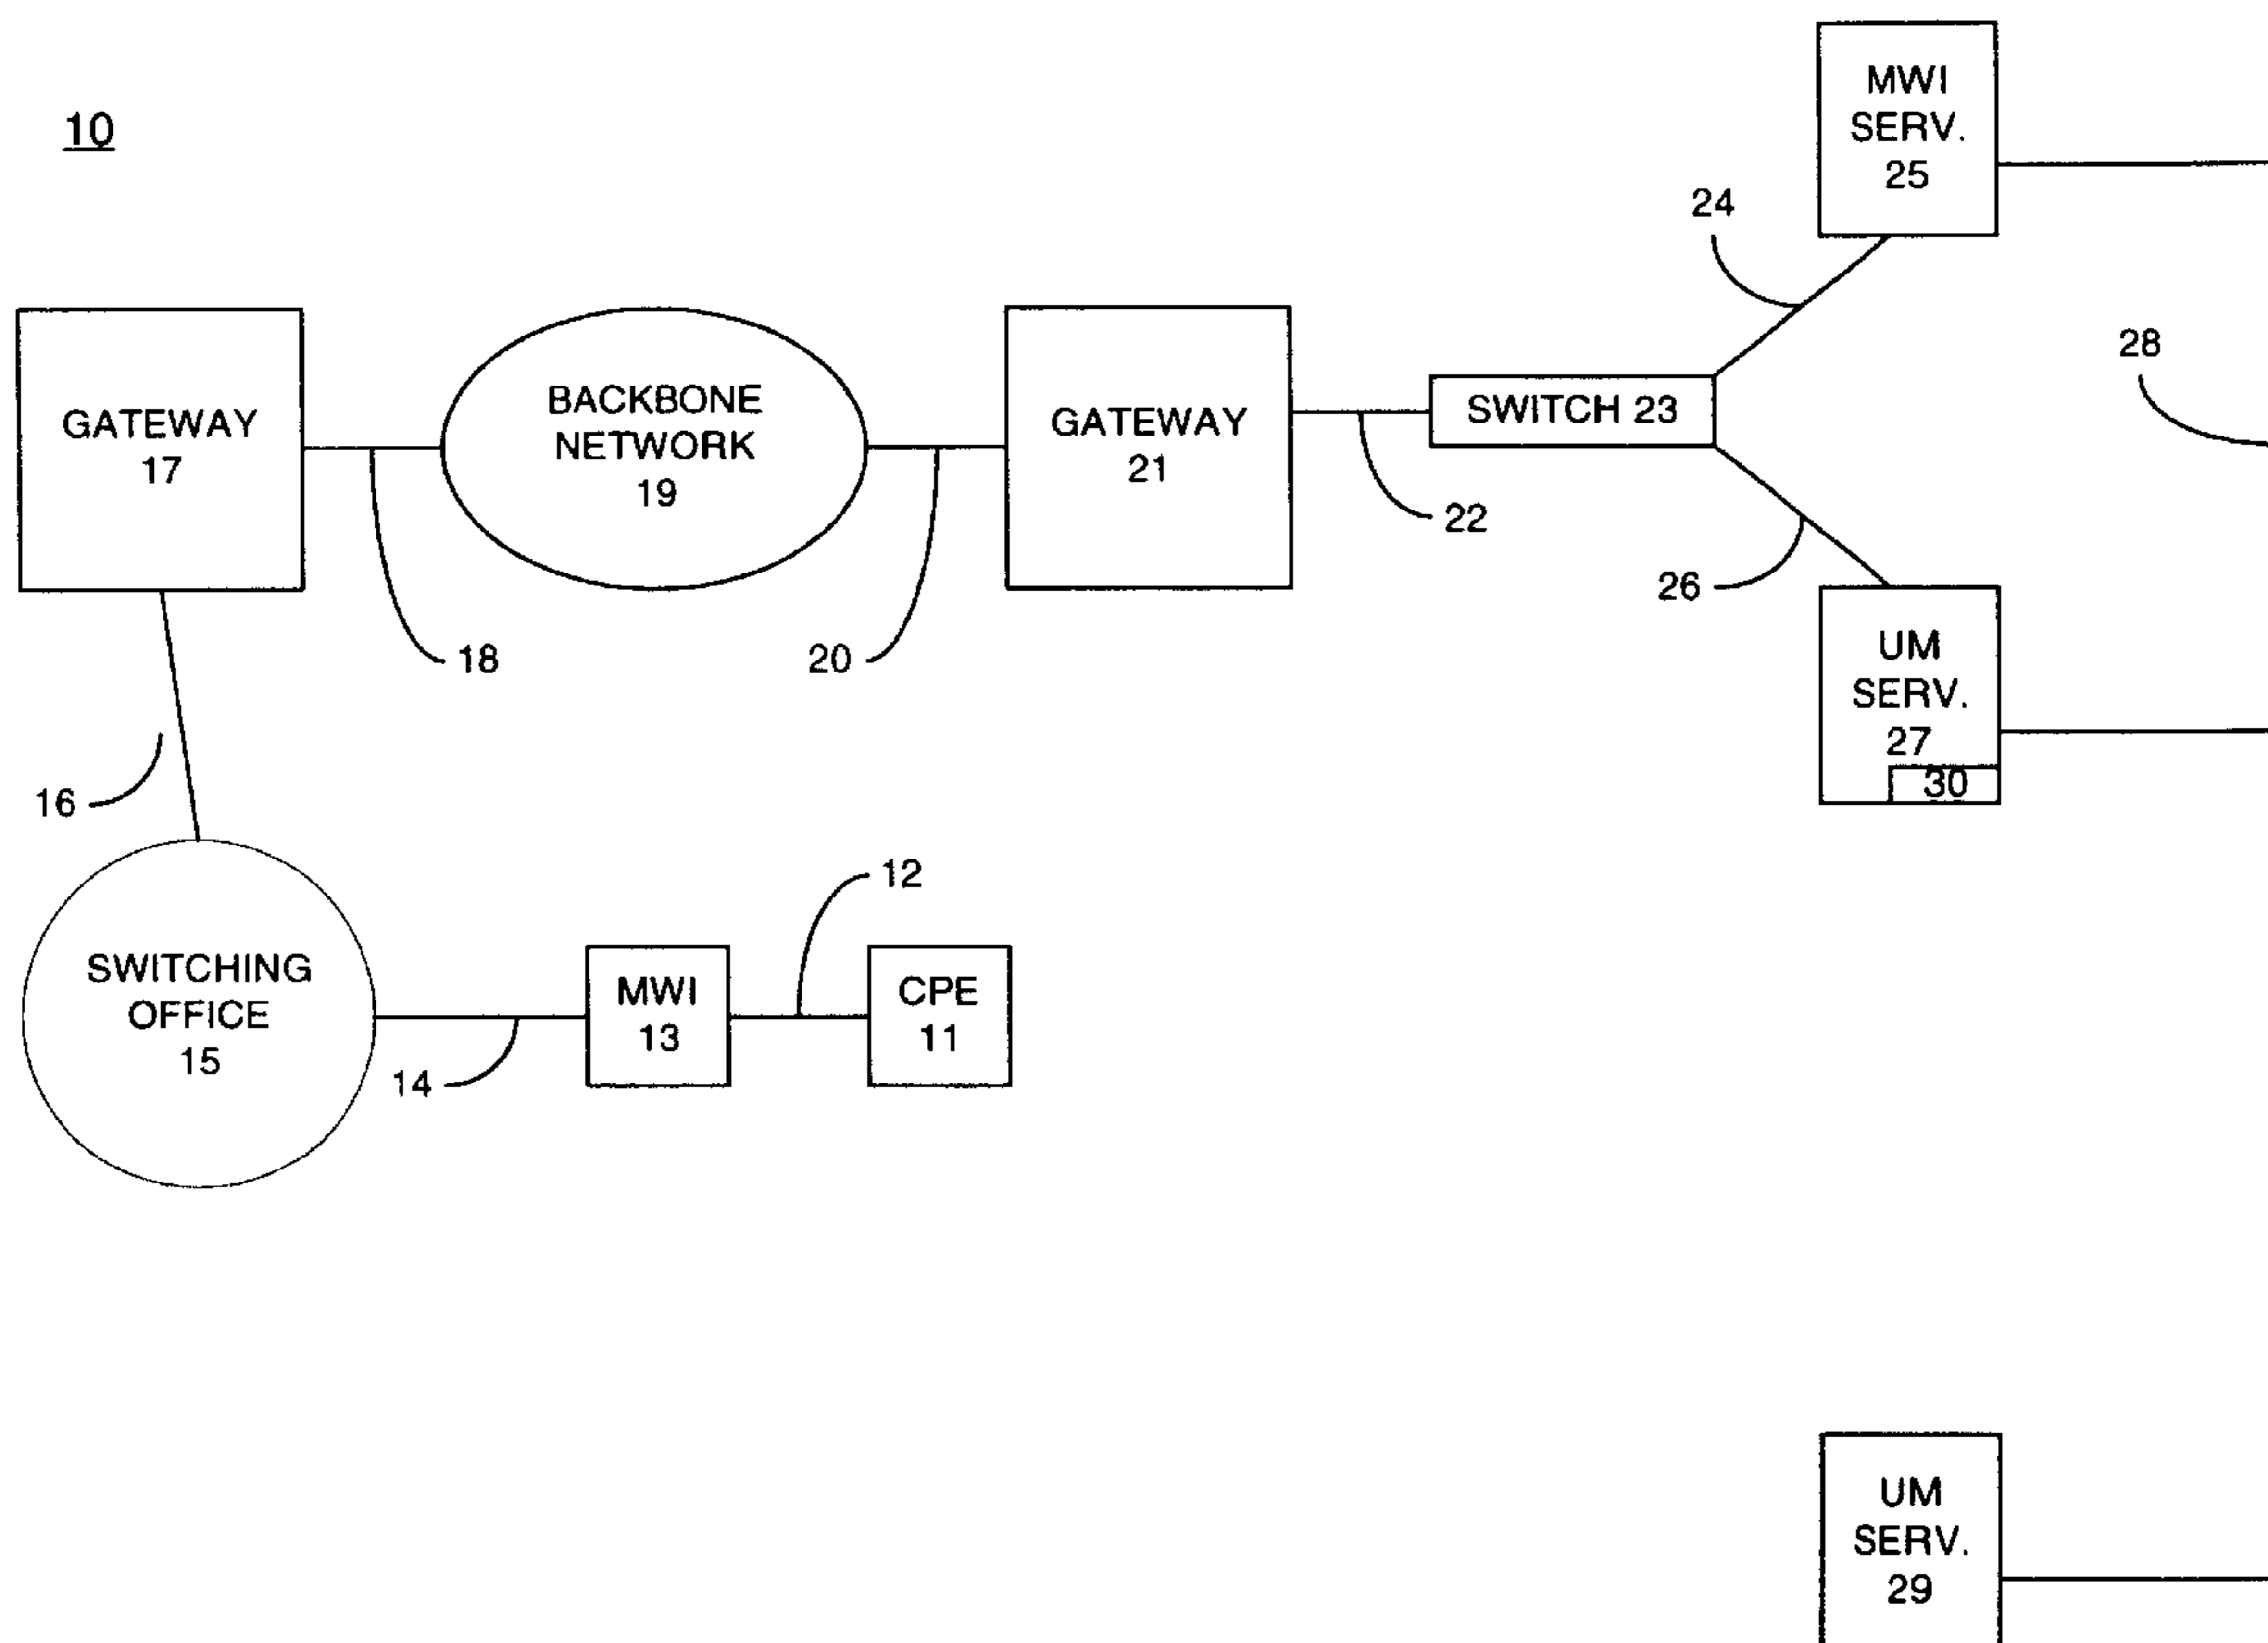 10
MWI
SERV.
25
24
28
GATEWAY
17
BACKBONE
NETWORK
19
GATEWAY
21
SWITCH 23
22
26
18
20
UM
SERV.
27
30
16
12
SWITCHING
OFFICE
15
MWI
13
CPE
11
14
UM
SERV.
29